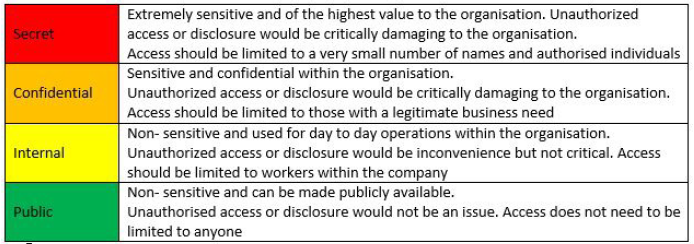 Secret
Extremely sensitive and of the highest value to the organisation. Unauthorized
access or disclosure would be critically damaging to the organisation.
Access should be limited to a very small number of names and authorised individuals
Confidential
Sensitive and confidential within the organisation.
Unauthorized access or disclosure would be critically damaging to the organisation.
Access should be limited to those with a legitimate business need
Internal
Non- sensitive and used for day to day operations within the organisation.
Unauthorized access or disclosure would be inconvenience but not critical. Access
should be limited to workers within the company
Public
Non- sensitive and can be made publicly available.
Unauthorised access or disclosure would not be an issue. Access does not need to be
limited to anyone